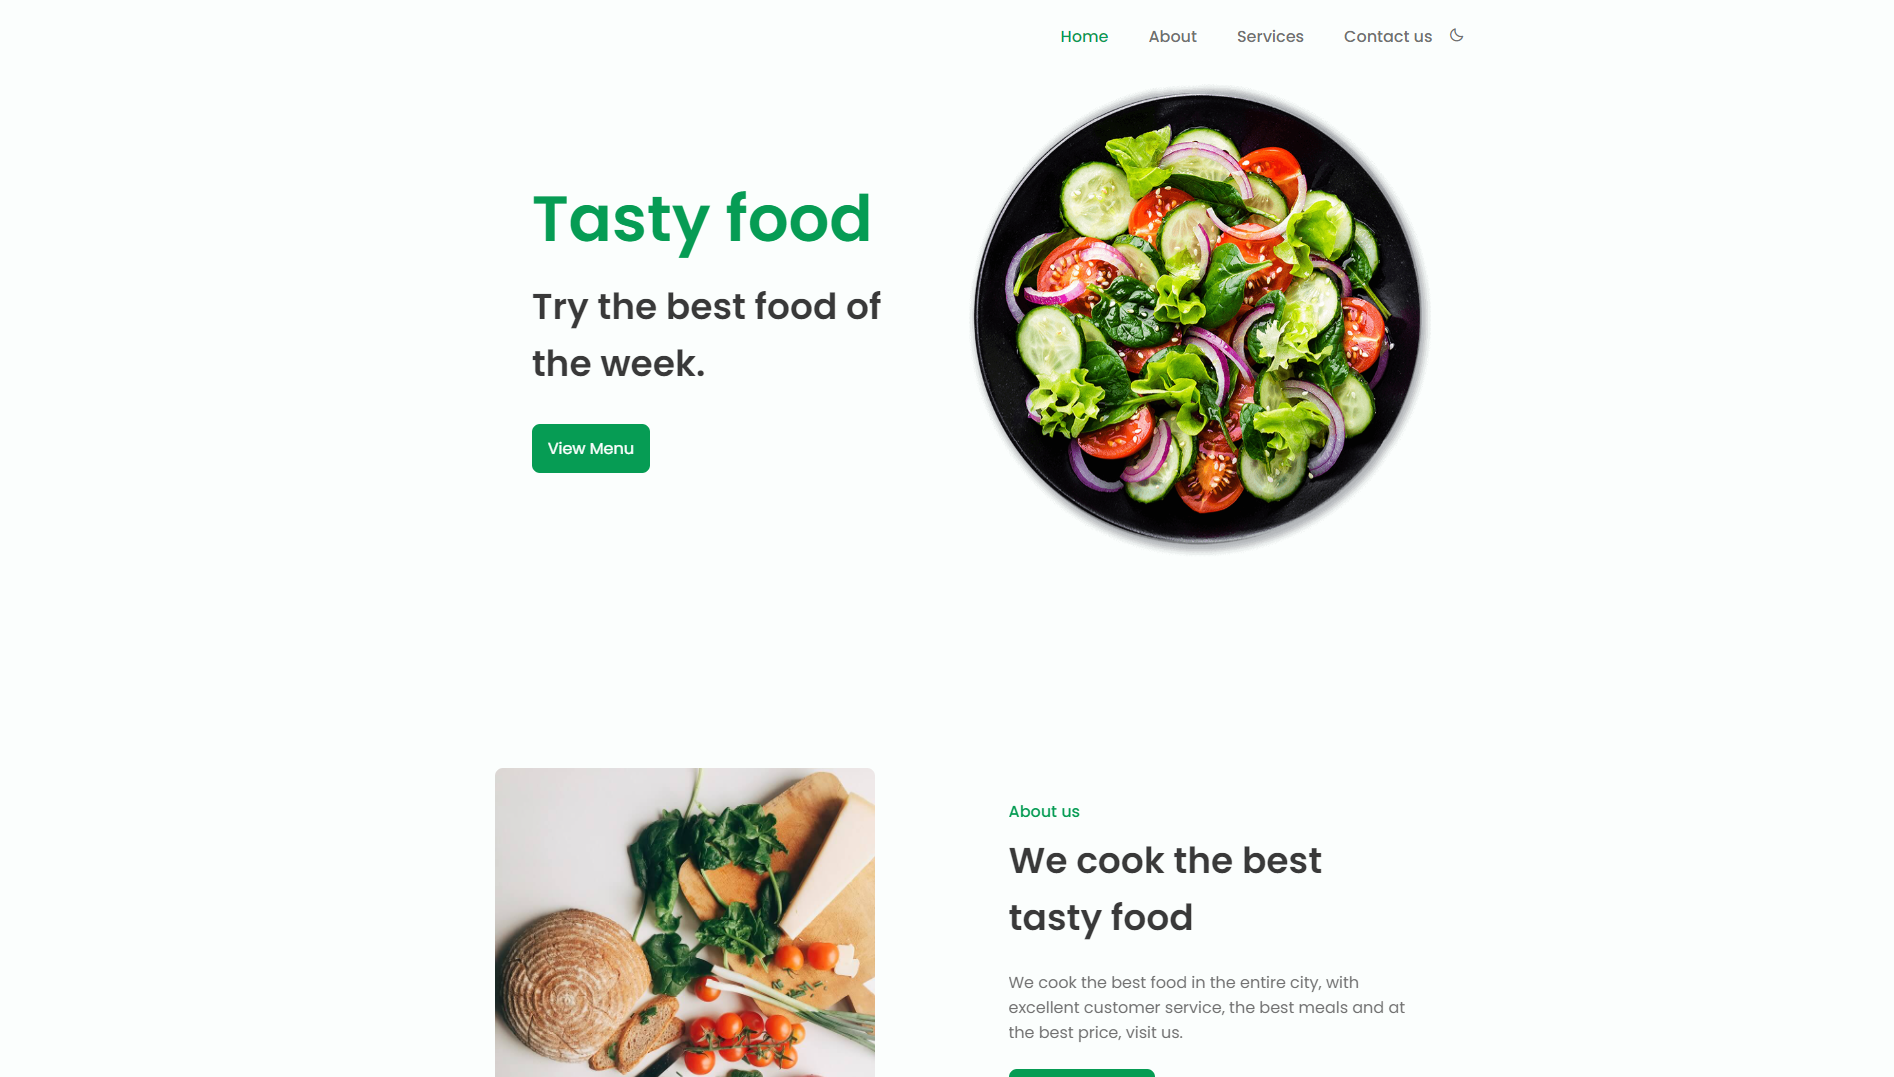 Home About Services Contact us
Tasty food
Try the best food of
the week.
View Menu
About us
We cook the best
tasty food
We cook the best food in the entire city, with
excellent customer service, the best meals and at
the best price, visit us.